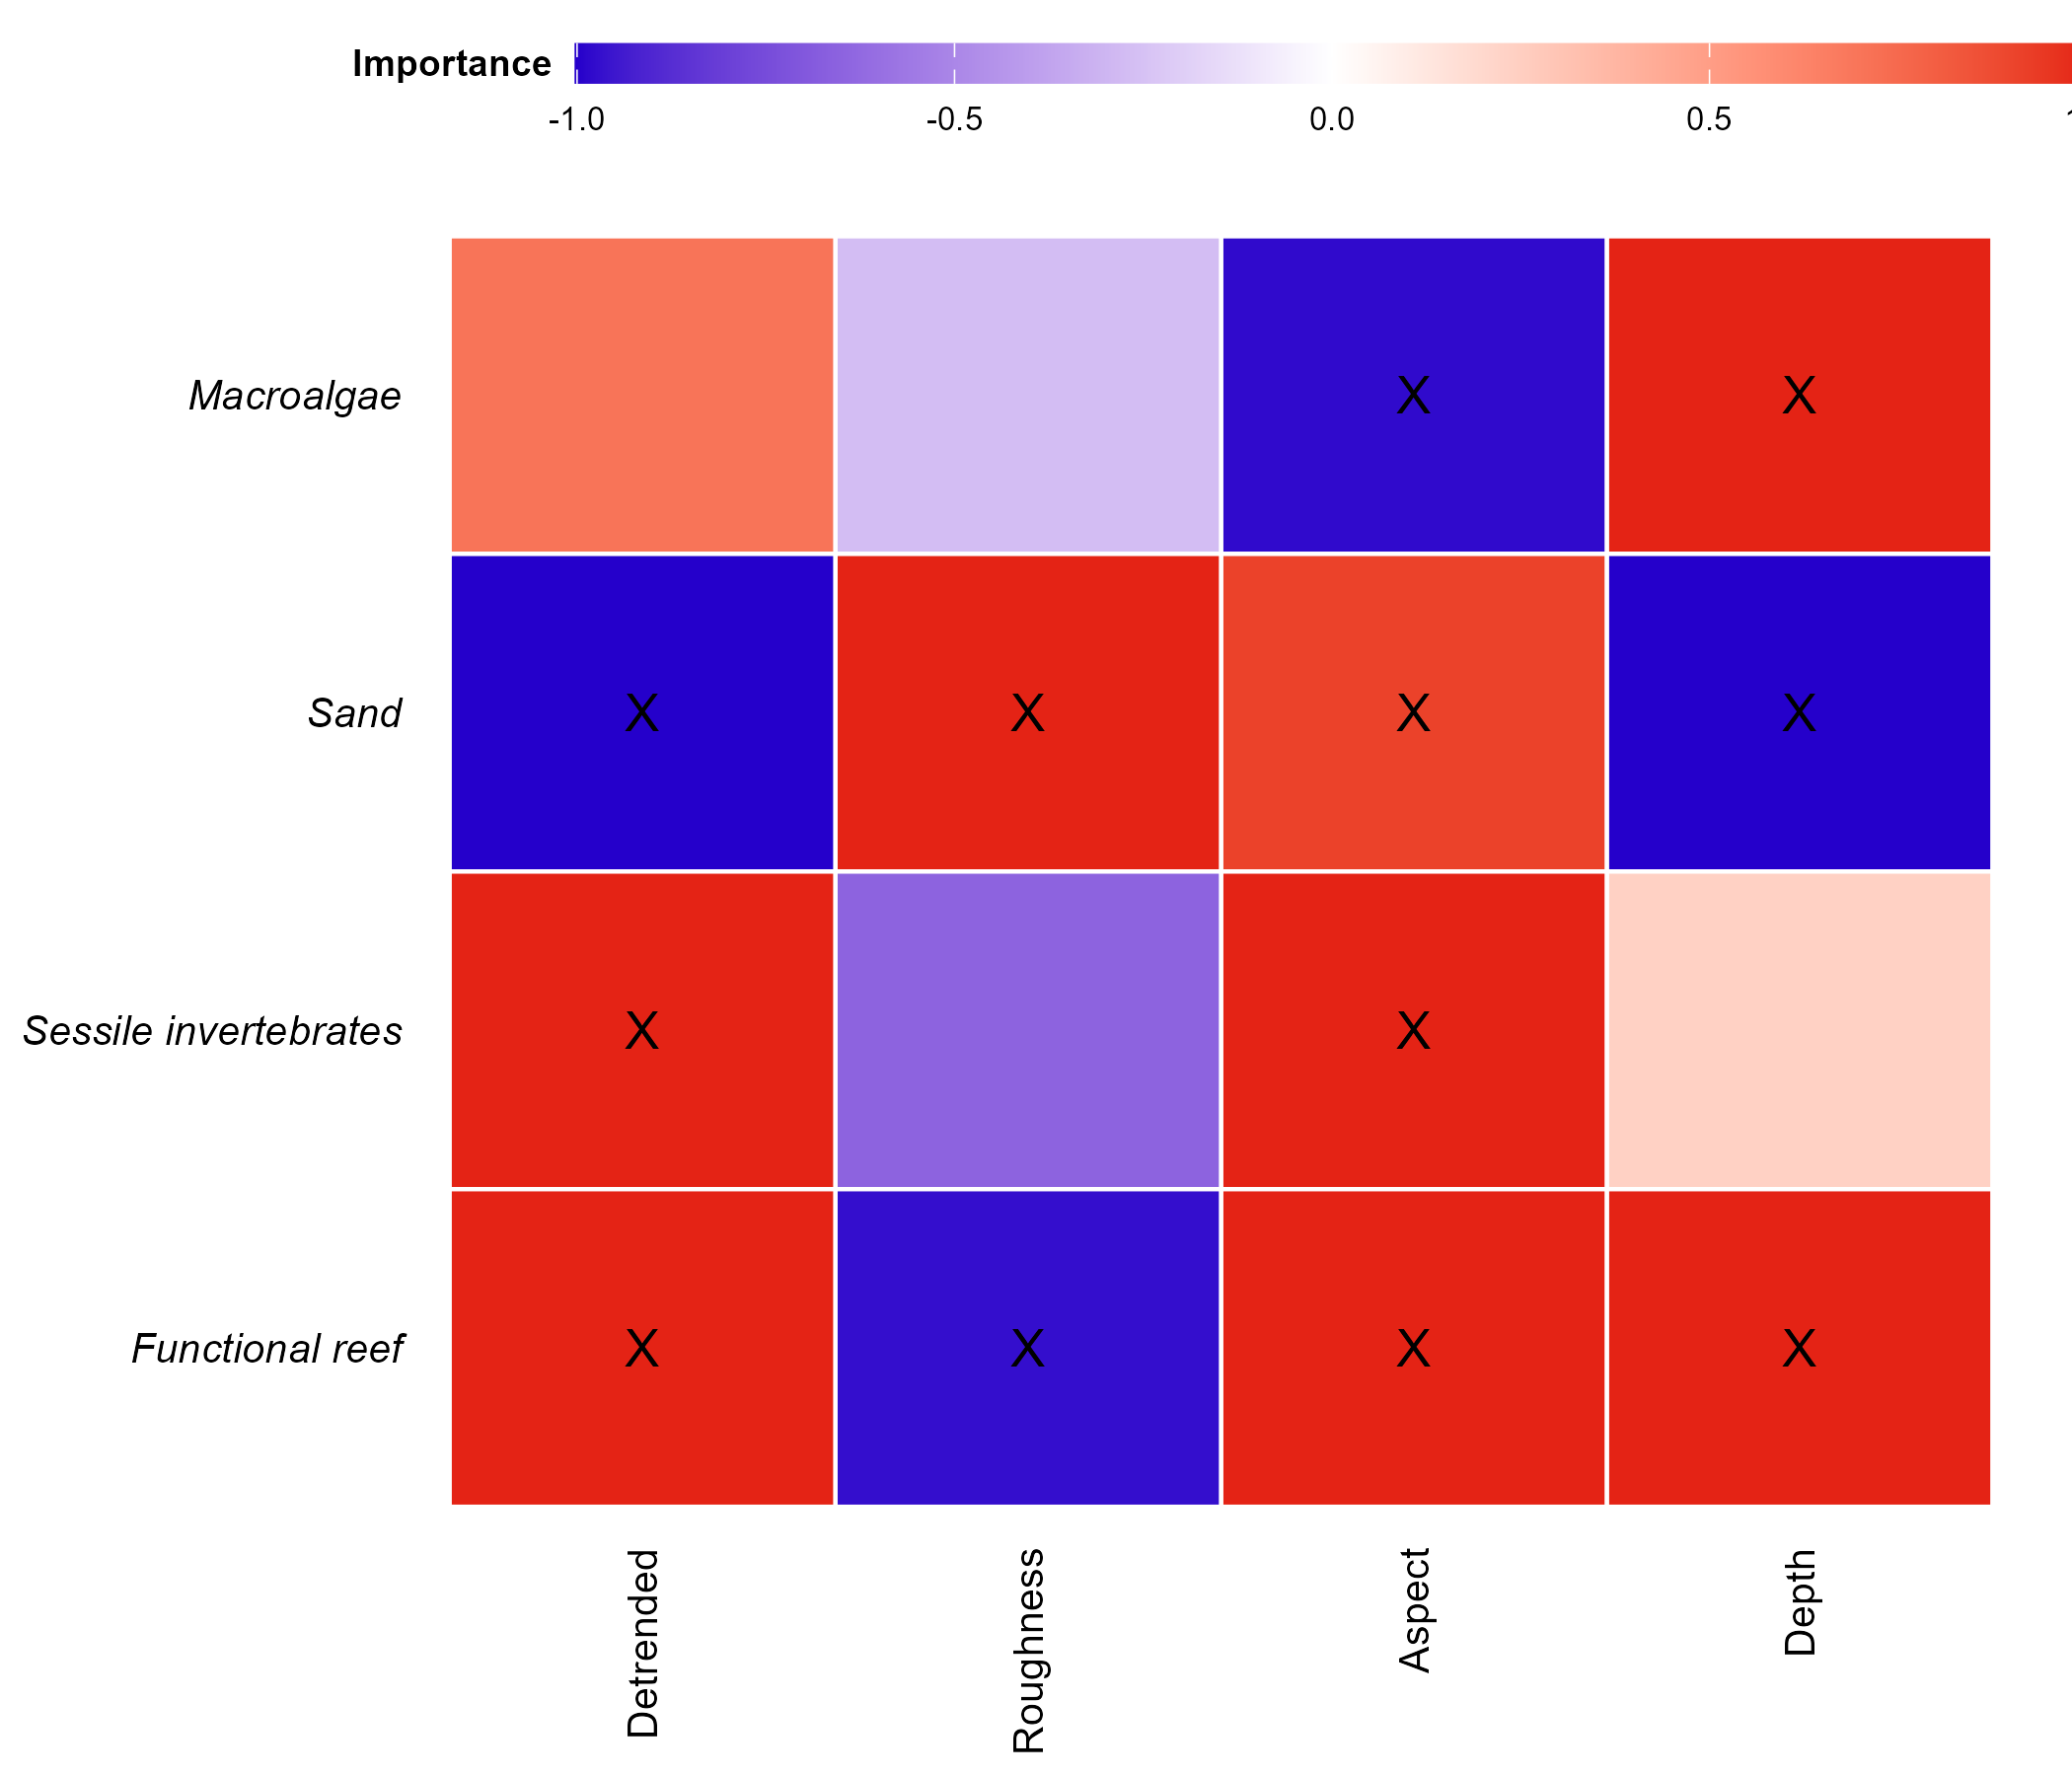 Importance
-1.0 -0.5 0.0 0.5
Macroalgae X X
Sand X X X X
Sessile invertebrates X X
Functional reef X X X X
Detrended Roughness Aspect Depth